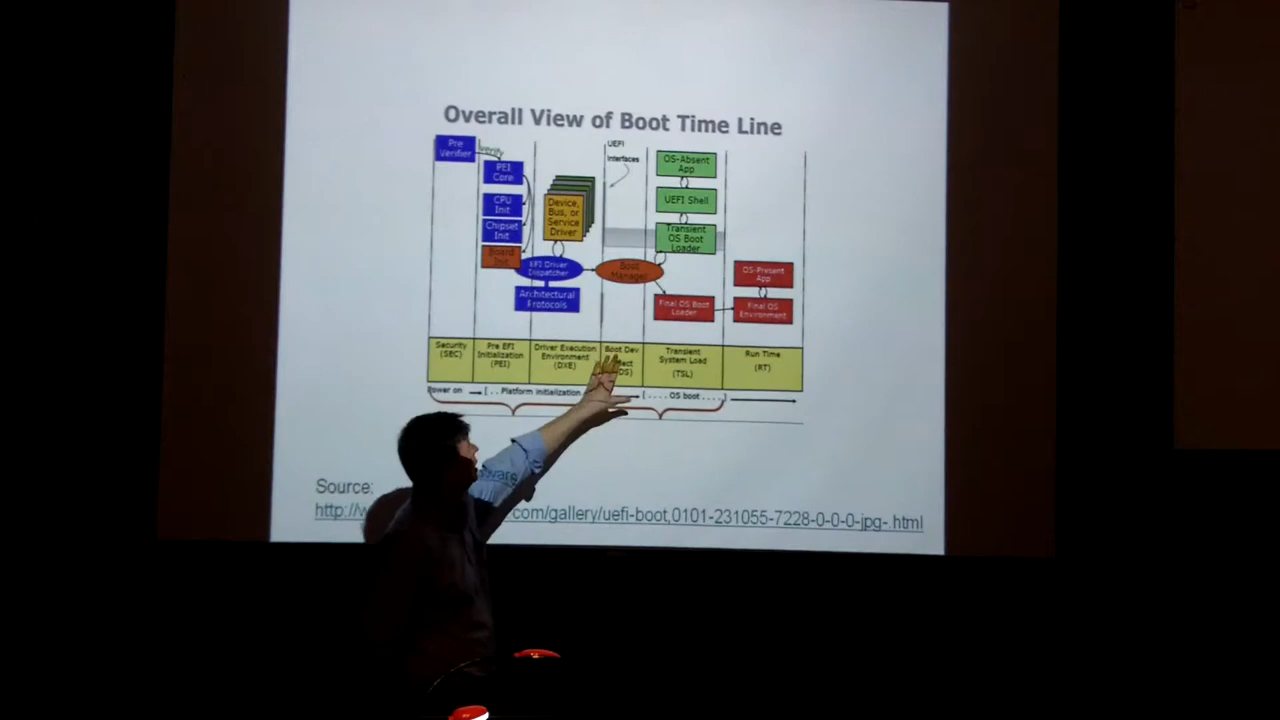 Overall View of Boot Time Line
Pre
Verifier
verify
PEI
Core
CPU
Init
Chipset
Init
Board
Init
Device,
Bus, or
Service
Driver
EFI Driver
Dispatcher
Architectural
Protocols
UEFI
Interfaces
Boot
Manager
OS-Absent
App
UEFI Shell
Transient
OS Boot
Loader
Final OS Boot
Loader
OS-Present
App
Final OS
Environment
Security
(SEC)
Pre EFI
Initialization
(PEI)
Driver Execution
Environment
(DXE)
Boot Dev
Transient
System Load
(TSL)
Run Time
(RT)
Power on
[ . . Platform initialization
[ . . . . OS boot . . . . ]
Source:
.com/gallery/uefi-boot,0101-231055-7228-0-0-0-jpg-.html